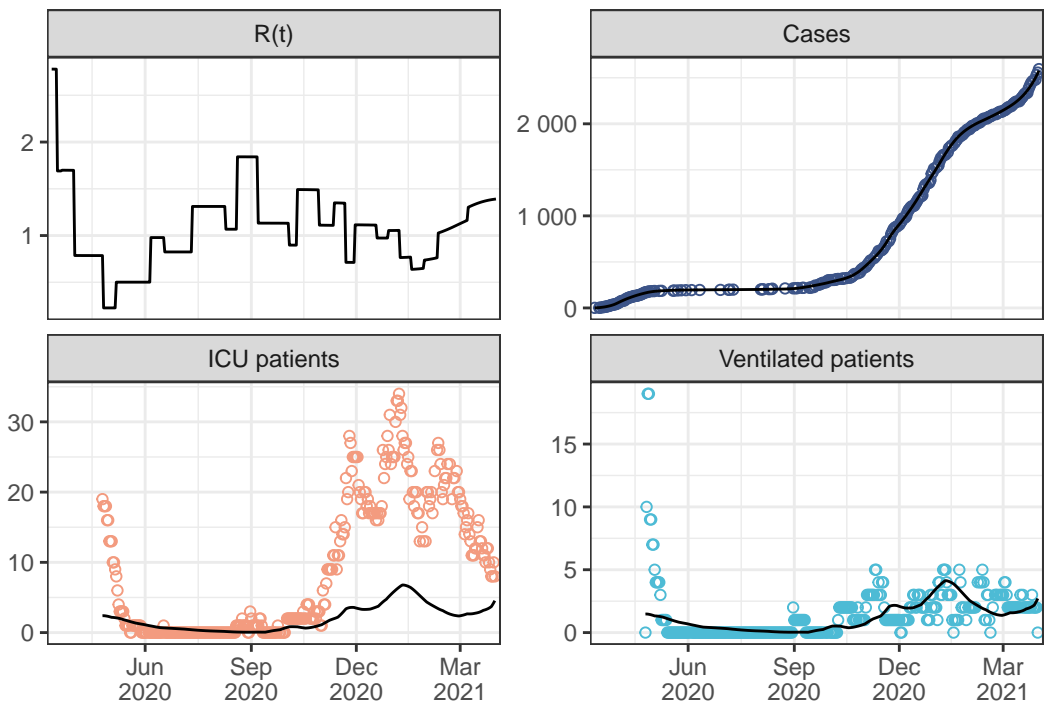 R(t)
Cases
2
1
2 000
1 000
0
ICU patients
Ventilated patients
30
20
10
0
15
10
5
0
Jun Sep Dec Mar
2020 2020 2020 2021
Jun Sep Dec Mar
2020 2020 2020 2021